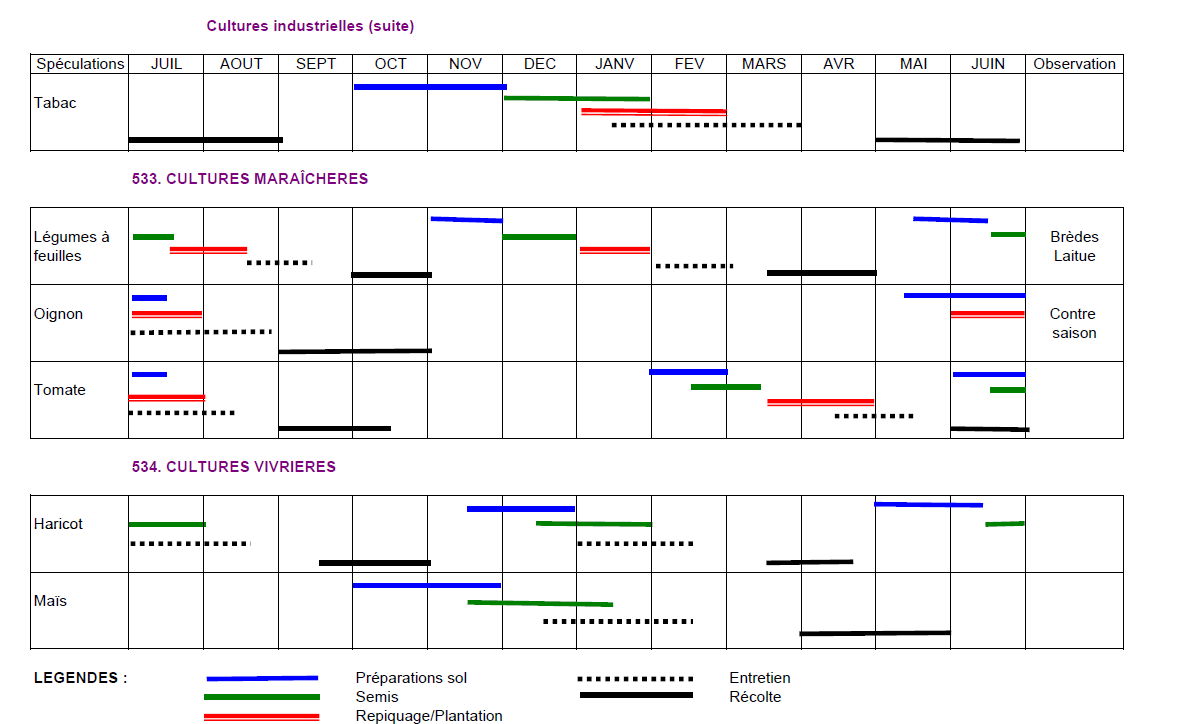 Cultures industrielles (suite)
Spéculations JUIL AOUT SEPT OCT NOV DEC JANV FEV MARS AVR MAI JUIN Observation
Tabac
533. CULTURES MARAÎCHERES
Légumes à
feuilles
Brèdes
Laitue
Oignon
Contre
saison
Tomate
534. CULTURES VIVRIERES
Haricot
Maïs
LEGENDES :
Préparations sol
Semis
Repiquage/Plantation
Entretien
Récolte